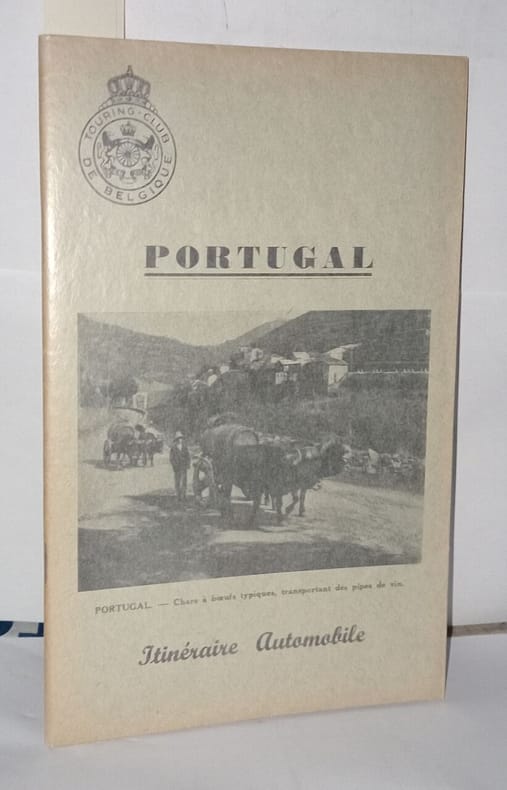 TOURING-CLUB
DE BELGIQUE
PORTUGAL
PORTUGAL. — Chars à bœufs typiques, transportant des pipes de vin.
Itinéraire Automobile